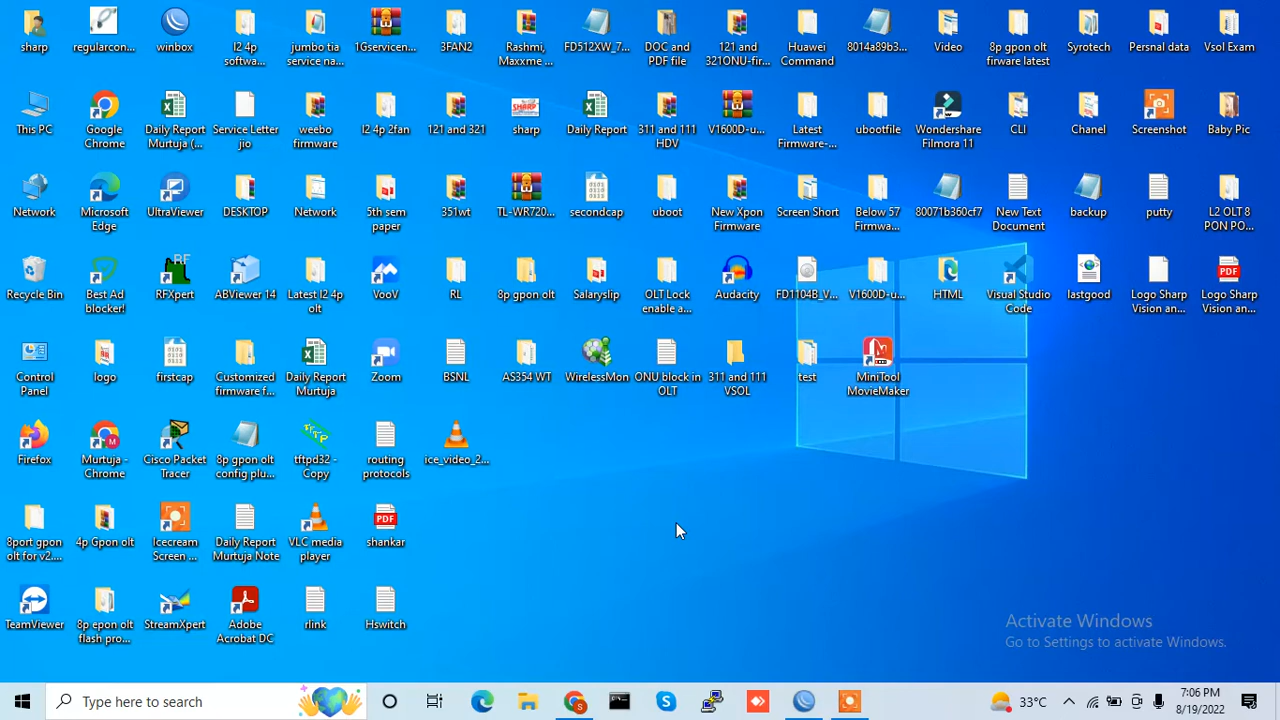 sharp
regularcon...
winbox
l2 4p
softwa...
jumbo tia
service na...
1Gservicen...
3FAN2
Rashmi,
Maxxme ...
FD512XW_7...
DOC and
PDF file
121 and
321ONU-fir...
Huawei
Command
8014a89b3...
Video
8p gpon olt
firware latest
Syrotech
Persnal data
Vsol Exam
This PC
Google
Chrome
Daily Report
Murtuja (...
Service Letter
jio
weebo
firmware
l2 4p 2fan
121 and 321
SHARP
sharp
Daily Report
311 and 111
HDV
V1600D-u...
Latest
Firmware-...
ubootfile
Wondershare
Filmora 11
CLI
Chanel
Screenshot
Baby Pic
Network
Microsoft
Edge
UltraViewer
DESKTOP
Network
5th sem
paper
351wt
TL-WR720...
secondcap
uboot
New Xpon
Firmware
Screen Short
Below 57
Firmwa...
80071b360cf7
New Text
Document
backup
putty
L2 OLT 8
PON PO...
Recycle Bin
Best Ad
blocker!
RF
RFXpert
ABViewer 14
Latest l2 4p
olt
VooV
RL
8p gpon olt
Salaryslip
OLT Lock
enable a...
Audacity
FD1104B_V...
V1600D-u...
HTML
Visual Studio
Code
lastgood
Logo Sharp
Vision an...
PDF
Logo Sharp
Vision an...
Control
Panel
logo
firstcap
Customized
firmware f...
Daily Report
Murtuja
Zoom
BSNL
AS354 WT
WirelessMon
ONU block in
OLT
311 and 111
VSOL
test
MiniTool
MovieMaker
Firefox
M
Murtuja -
Chrome
Cisco Packet
Tracer
8p gpon olt
config plu...
tftpd32 -
Copy
routing
protocols
ice_video_2...
8port gpon
olt for v2....
4p Gpon olt
Icecream
Screen ...
Daily Report
Murtuja Note
VLC media
player
PDF
shankar
TeamViewer
8p epon olt
flash pro...
StreamXpert
Adobe
Acrobat DC
rlink
Hswitch
Activate Windows
Go to Settings to activate Windows.
Type here to search
33°C
7:06 PM
8/19/2022